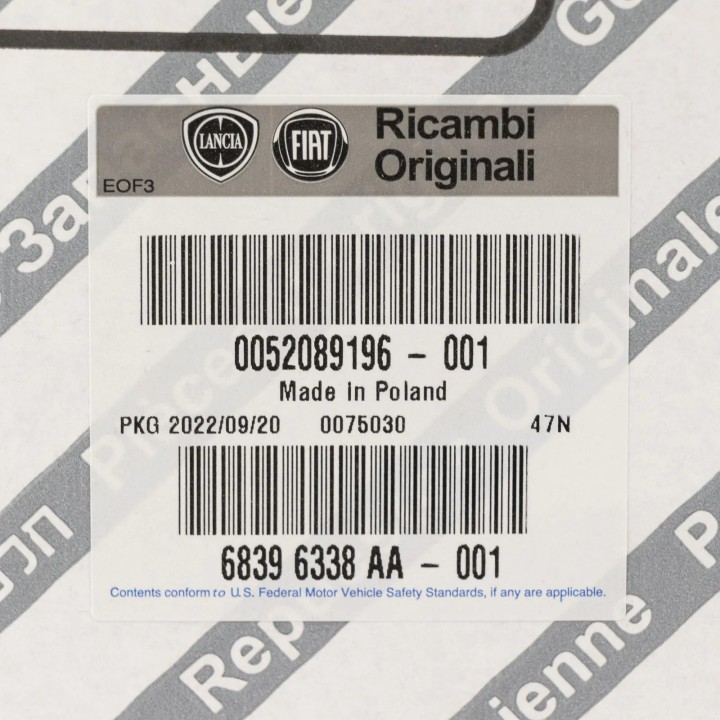 LANCIA
FIAT
Ricambi
Originali
EOF3
0052089196 - 001
Made in Poland
PKG 2022/09/20 0075030 47N
6839 6338 AA - 001
Contents conform to U.S. Federal Motor Vehicle Safety Standards, if any are applicable.